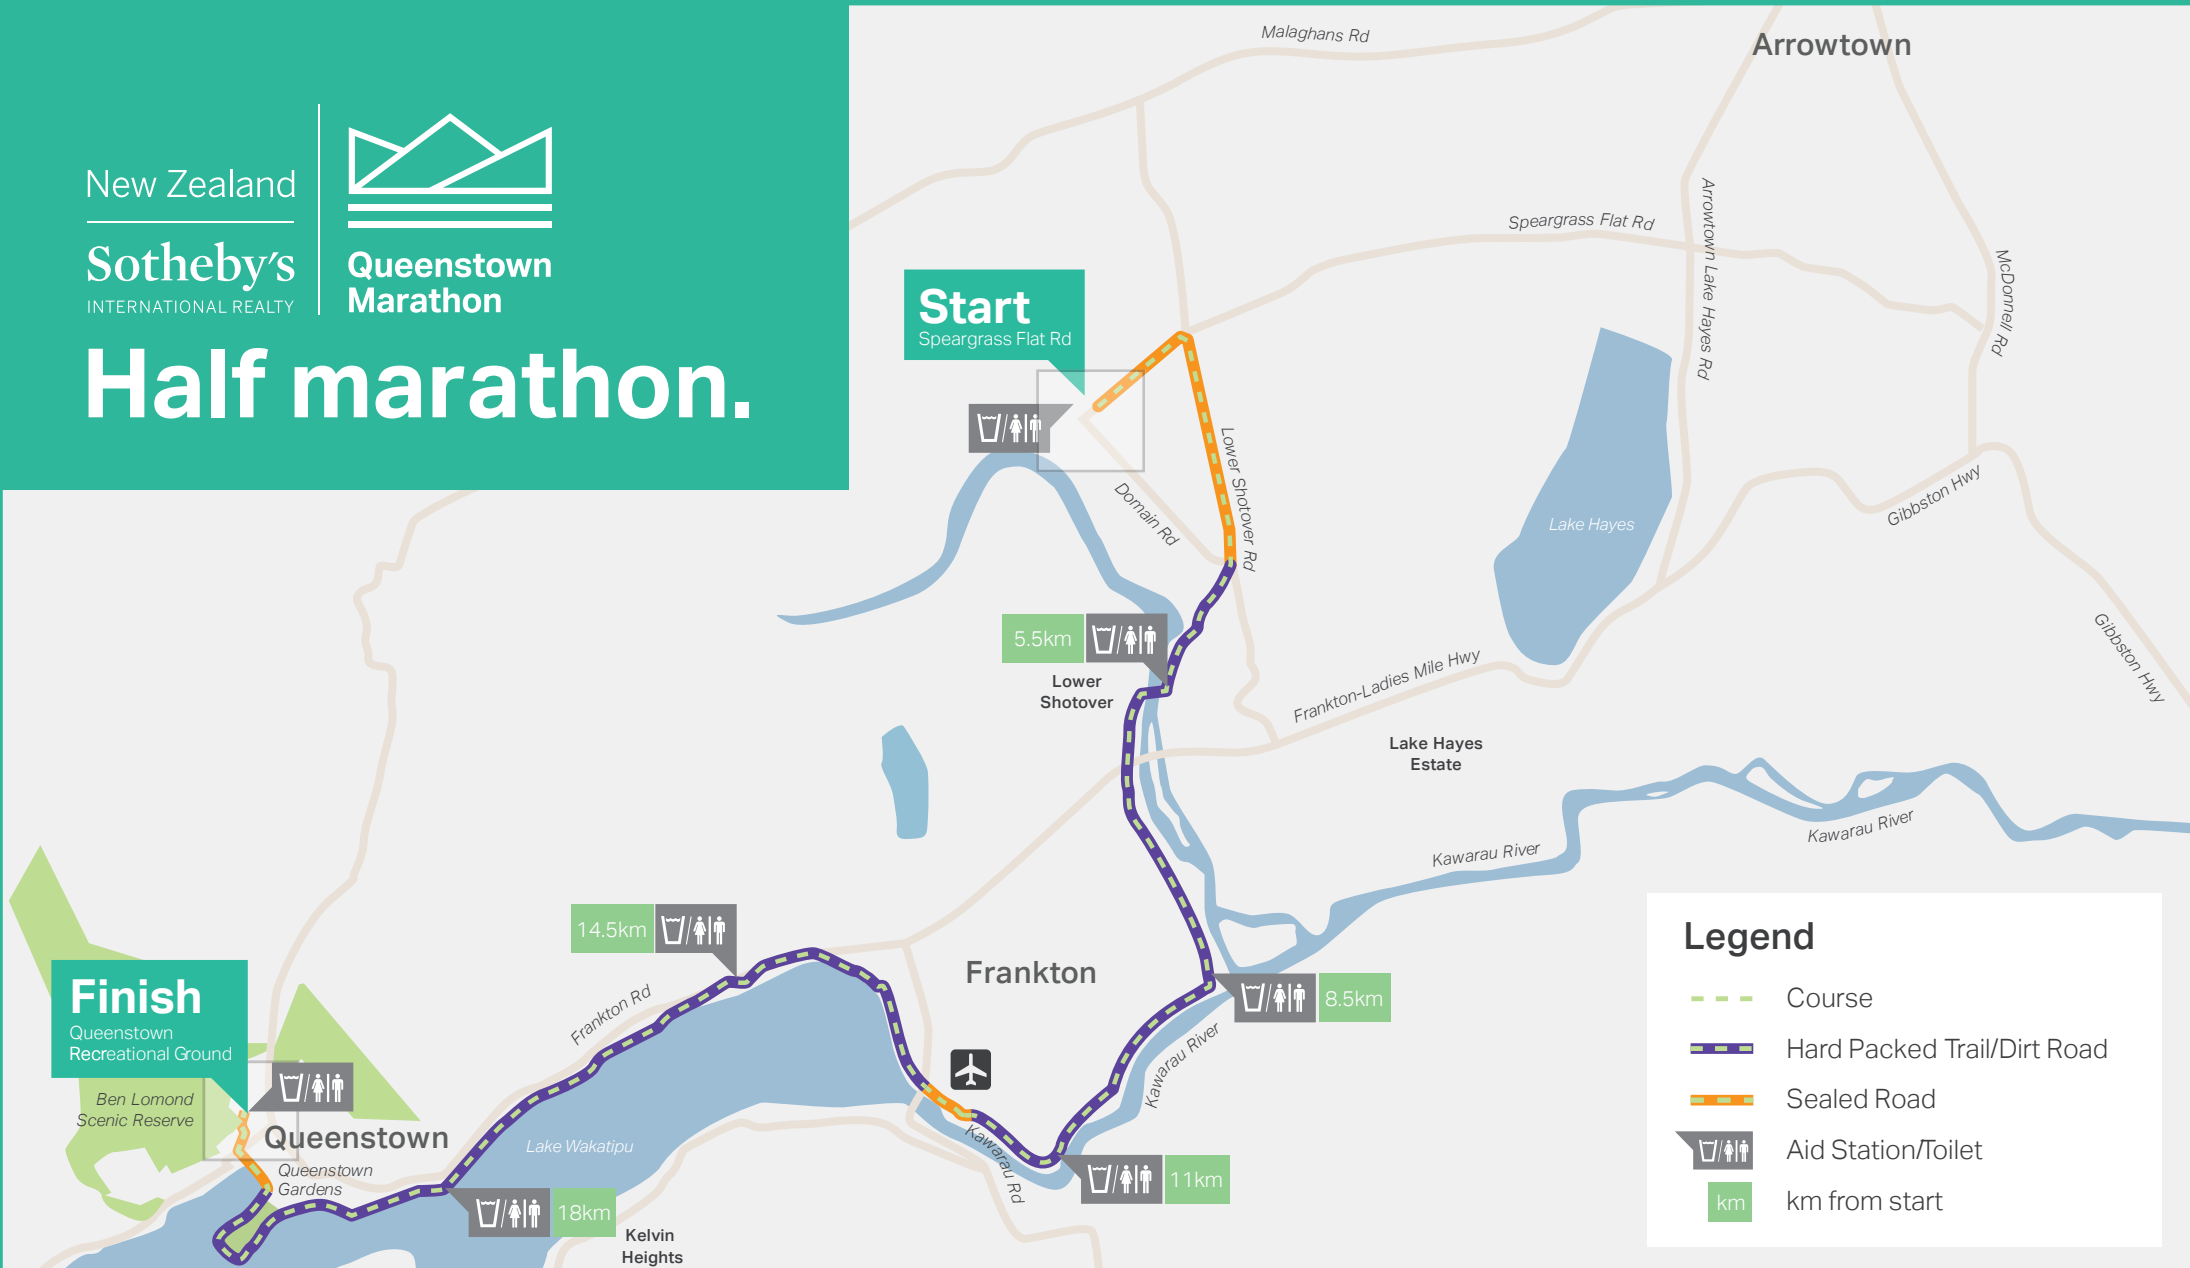 New Zealand
Sotheby's
INTERNATIONAL REALTY
Queenstown
Marathon
Half marathon.
Malaghans Rd
Arrowtown
Speargrass Flat Rd
Arrowtown Lake Hayes Rd
McDonnell Rd
Start
Speargrass Flat Rd
Lower Shotover Rd
Domain Rd
Lake Hayes
Gibbston Hwy
Gibbston Hwy
5.5km
Lower
Shotover
Frankton-Ladies Mile Hwy
Lake Hayes
Estate
Kawarau River
Kawarau River
14.5km
Frankton
Frankton Rd
8.5km
Kawarau River
Finish
Queenstown
Recreational Ground
Ben Lomond
Scenic Reserve
Queenstown
Queenstown
Gardens
Lake Wakatipu
Kawarau Rd
11km
18km
Kelvin
Heights
Legend
Course
Hard Packed Trail/Dirt Road
Sealed Road
Aid Station/Toilet
km
km from start